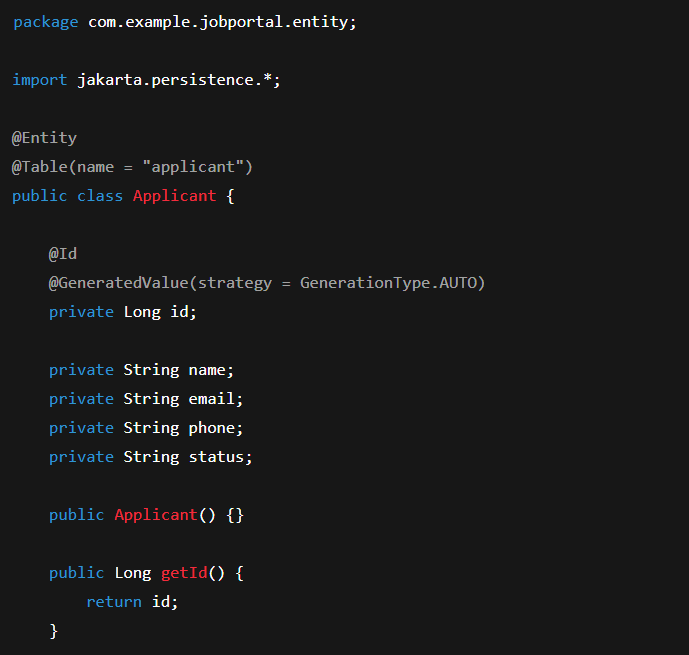 package com.example.jobportal.entity;
import jakarta.persistence.*;
@Entity
@Table(name = "applicant")
public class Applicant {
@Id
@GeneratedValue(strategy = GenerationType.AUTO)
private Long id;
private String name;
private String email;
private String phone;
private String status;
public Applicant() {}
public Long getId() {
return id;
}